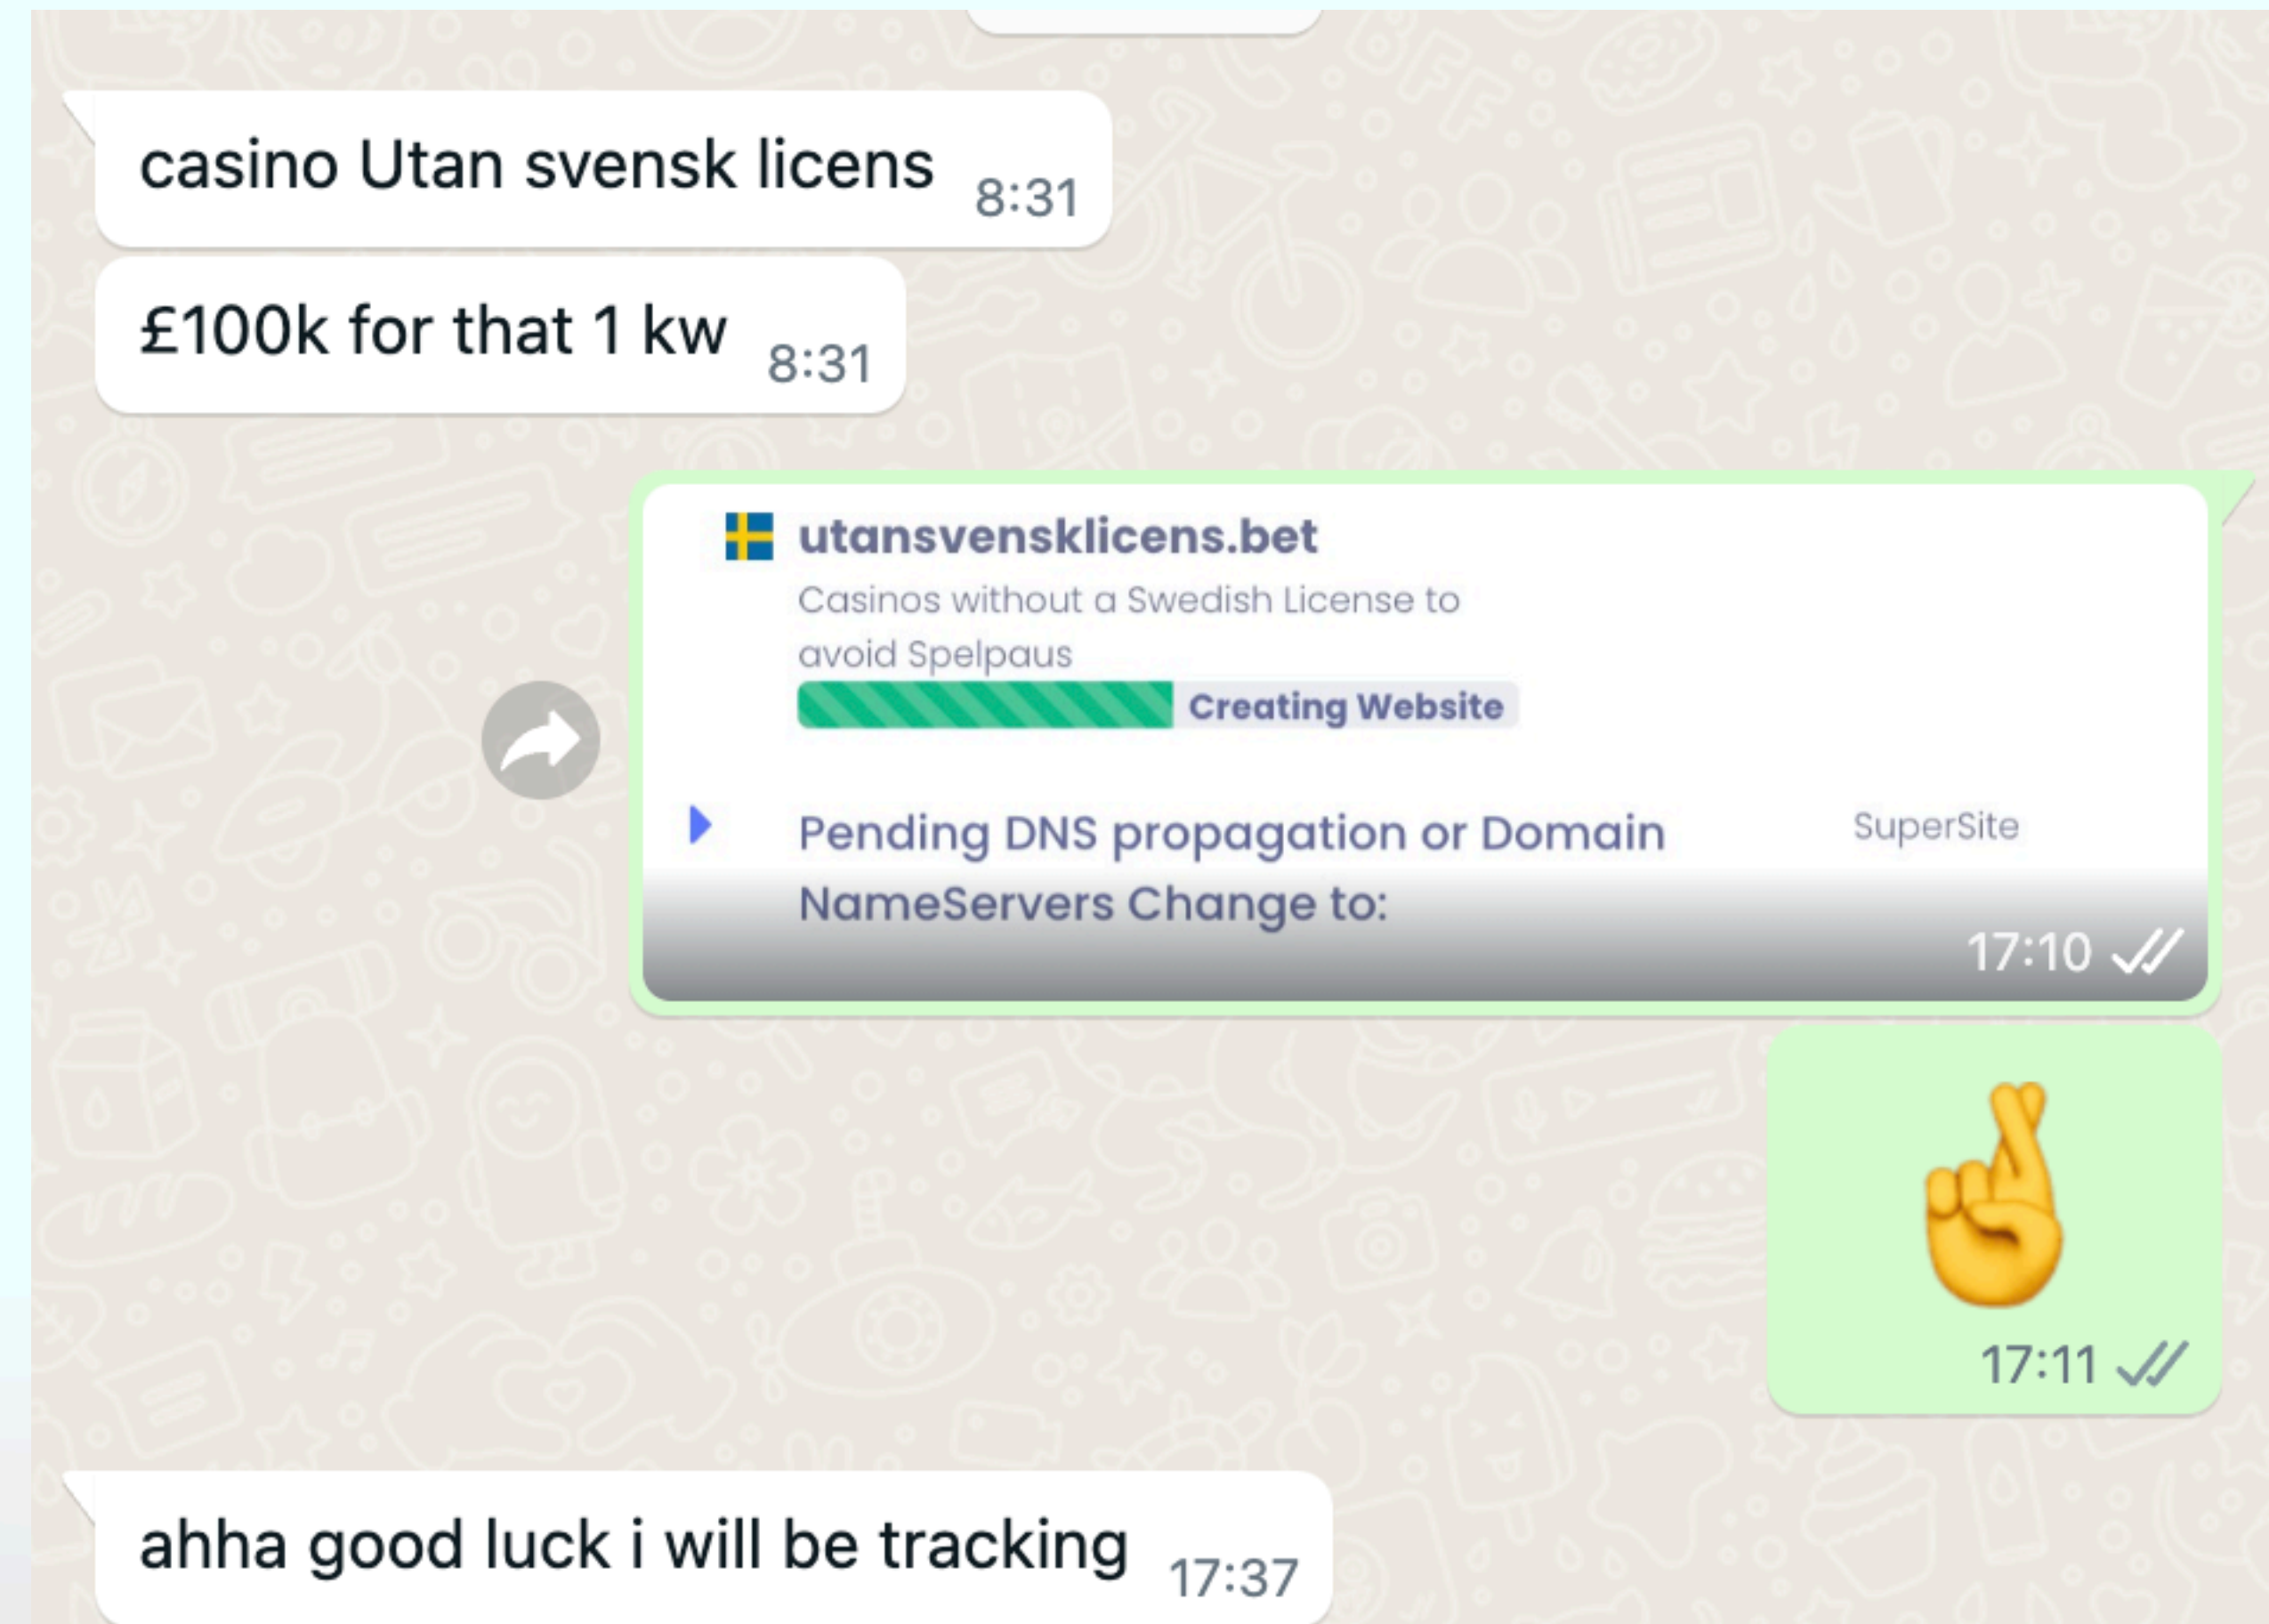 casino Utan svensk licens 8:31
£100k for that 1 kw 8:31
utansvensklicens.bet
Casinos without a Swedish License to
avoid Spelpaus
Creating Website
Pending DNS propagation or Domain SuperSite
NameServers Change to:
17:10
🤞
17:11
ahha good luck i will be tracking 17:37